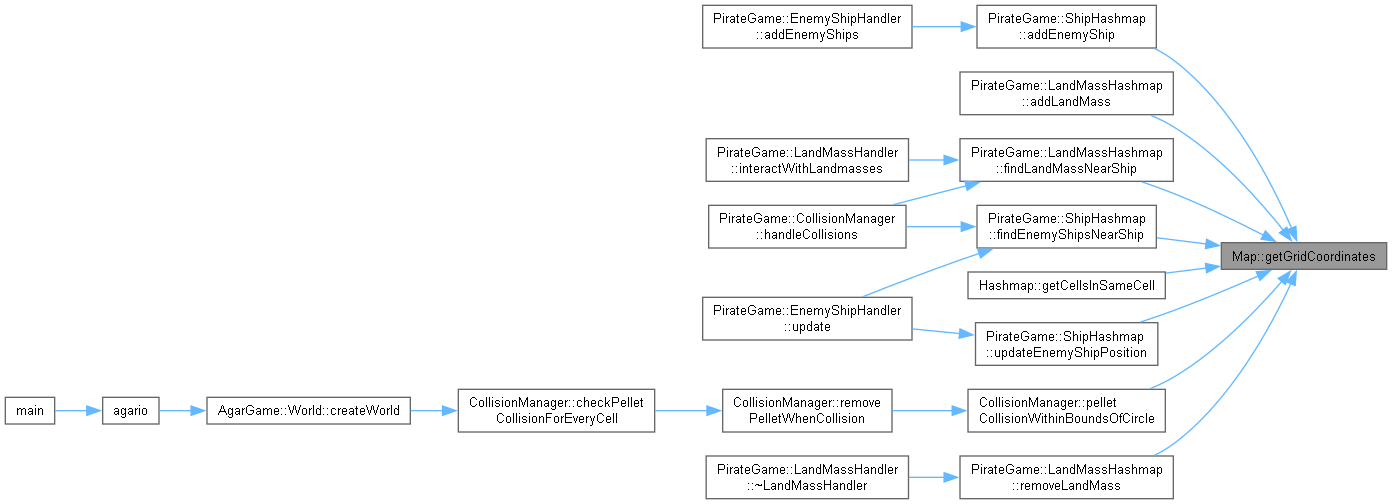 PirateGame::EnemyShipHandler
::addEnemyShips
PirateGame::ShipHashmap
::addEnemyShip
PirateGame::LandMassHashmap
::addLandMass
PirateGame::LandMassHandler
::interactWithLandmasses
PirateGame::LandMassHashmap
::findLandMassNearShip
PirateGame::CollisionManager
::handleCollisions
PirateGame::ShipHashmap
::findEnemyShipsNearShip
Map::getGridCoordinates
Hashmap::getCellsInSameCell
PirateGame::EnemyShipHandler
::update
PirateGame::ShipHashmap
::updateEnemyShipPosition
main
agario
AgarGame::World::createWorld
CollisionManager::checkPellet
CollisionForEveryCell
CollisionManager::remove
PelletWhenCollision
CollisionManager::pellet
CollisionWithinBoundsOfCircle
PirateGame::LandMassHandler
::~LandMassHandler
PirateGame::LandMassHashmap
::removeLandMass